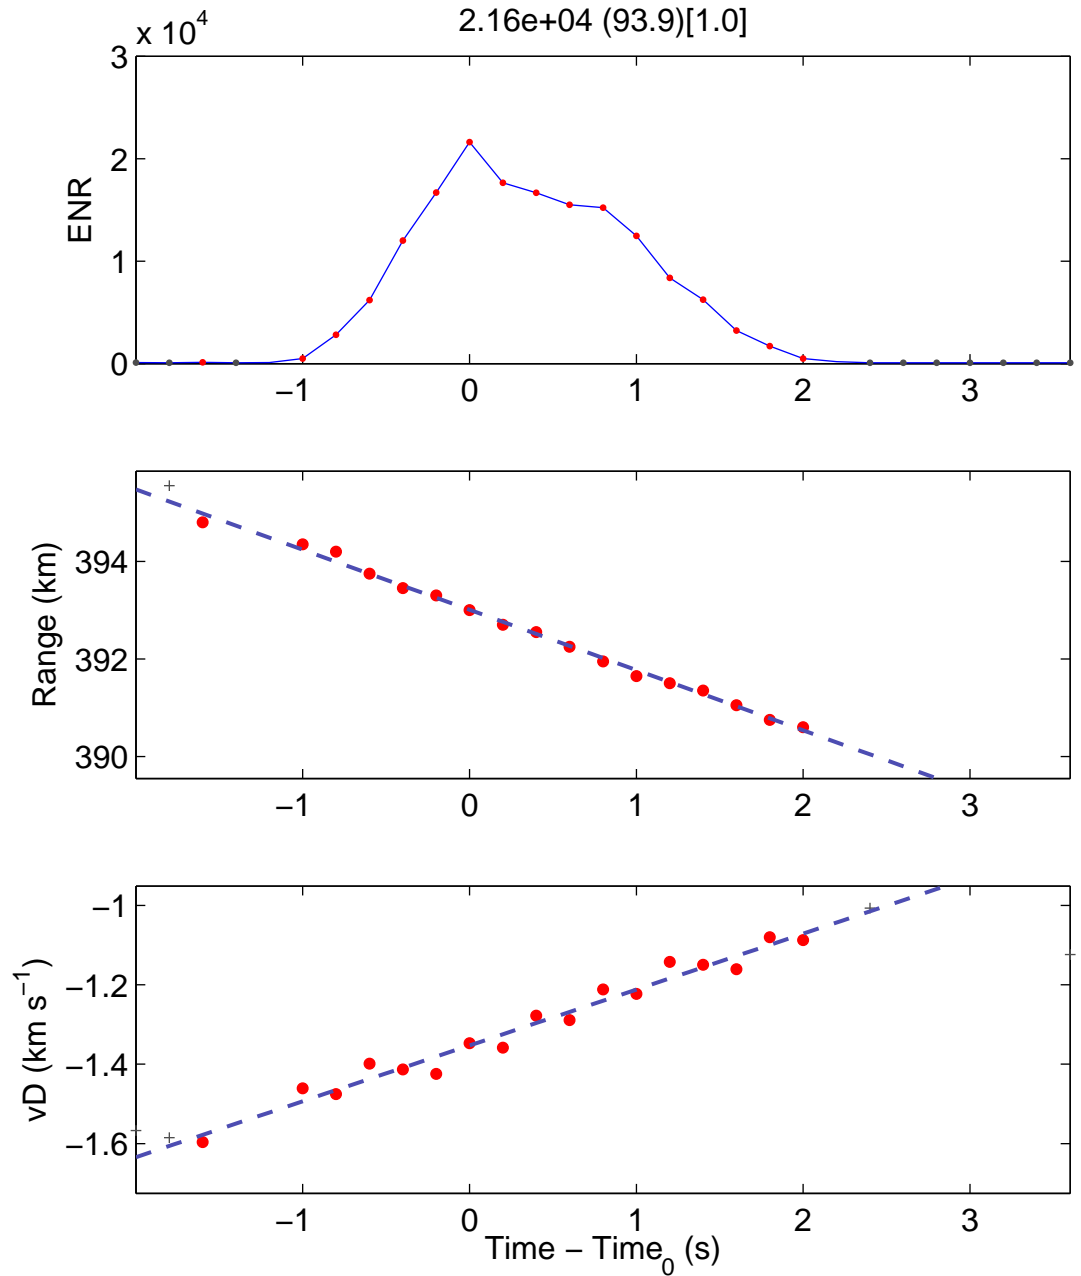 2.16e+04 (93.9)[1.0]
x 10^4
ENR
3
2
1
0
−1 0 1 2 3
Range (km)
394
392
390
−1 0 1 2 3
vD (km s^−1)
−1
−1.2
−1.4
−1.6
−1 0 1 2 3
Time − Time_0 (s)